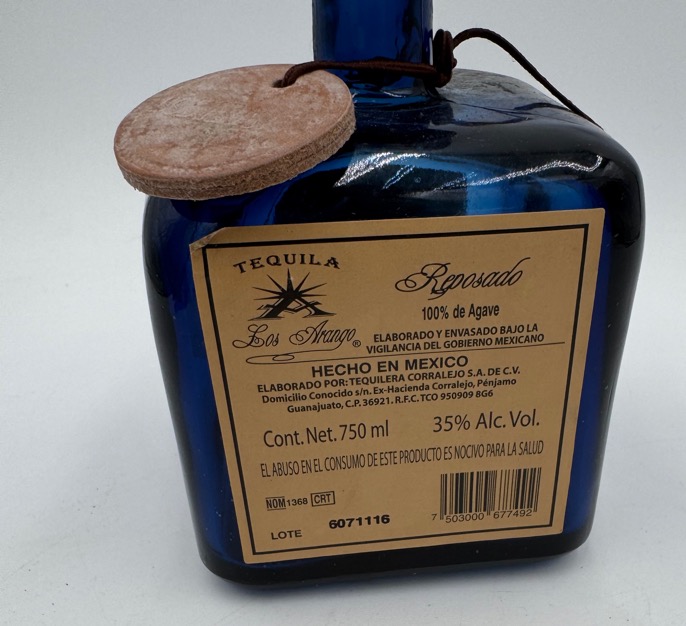 TEQUILA
Los Arango ®
Reposado
100% de Agave
ELABORADO Y ENVASADO BAJO LA
VIGILANCIA DEL GOBIERNO MEXICANO
HECHO EN MEXICO
ELABORADO POR: TEQUILERA CORRALEJO S.A. DE C.V.
Domicilio Conocido s/n. Ex-Hacienda Corralejo, Pénjamo
Guanajuato, C.P. 36921. R.F.C. TCO 950909 BG6
Cont. Net. 750 ml 35% Alc. Vol.
EL ABUSO EN EL CONSUMO DE ESTE PRODUCTO ES NOCIVO PARA LA SALUD
NOM 1368 CRT
LOTE 6071116
7 503000 677492